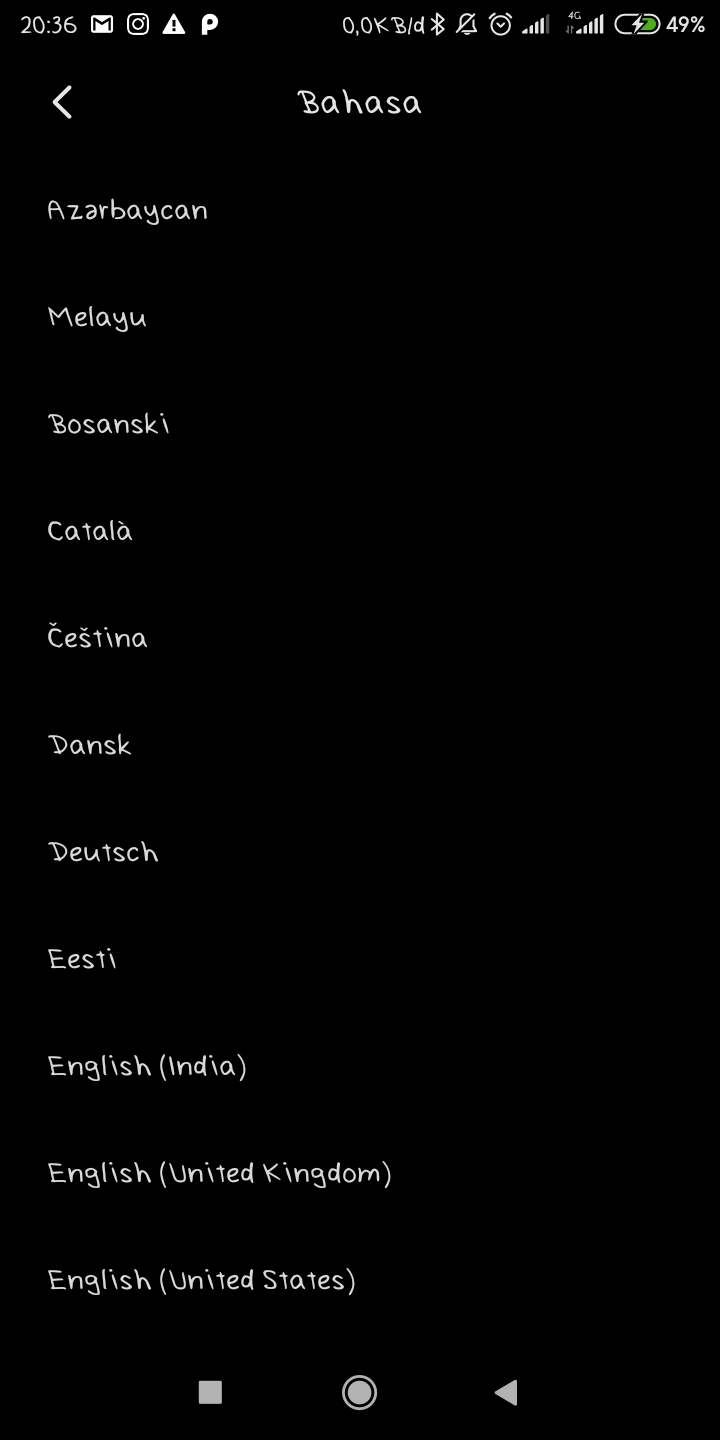 20:36 0,0KB/d 4G 49%
Bahasa
Azərbaycan
Melayu
Bosanski
Català
Čeština
Dansk
Deutsch
Eesti
English (India)
English (United Kingdom)
English (United States)